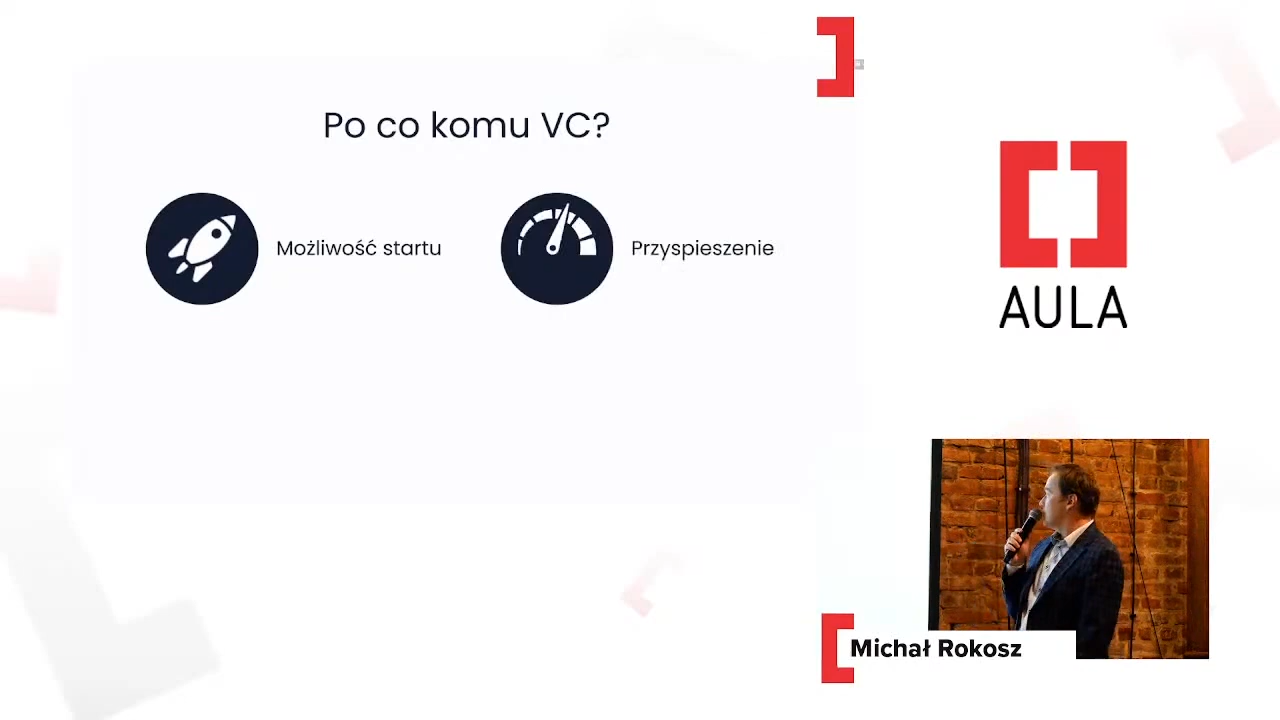 Po co komu VC?
Możliwość startu
Przyspieszenie
AULA
Michał Rokosz